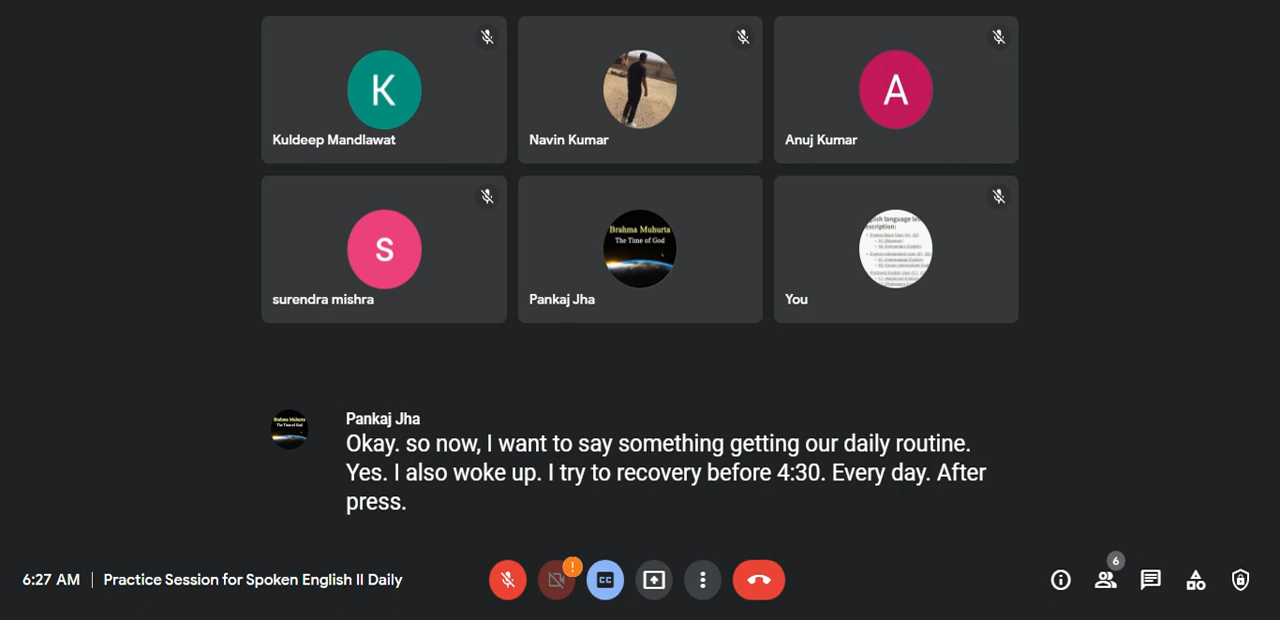 K
Kuldeep Mandlawat
Navin Kumar
A
Anuj Kumar
S
surendra mishra
Brahma Muhurta
The Time of God
Pankaj Jha
You
Pankaj Jha
Okay. so now, I want to say something getting our daily routine.
Yes. I also woke up. I try to recovery before 4:30. Every day. After
press.
6:27 AM | Practice Session for Spoken English ll Daily
!
CC
6